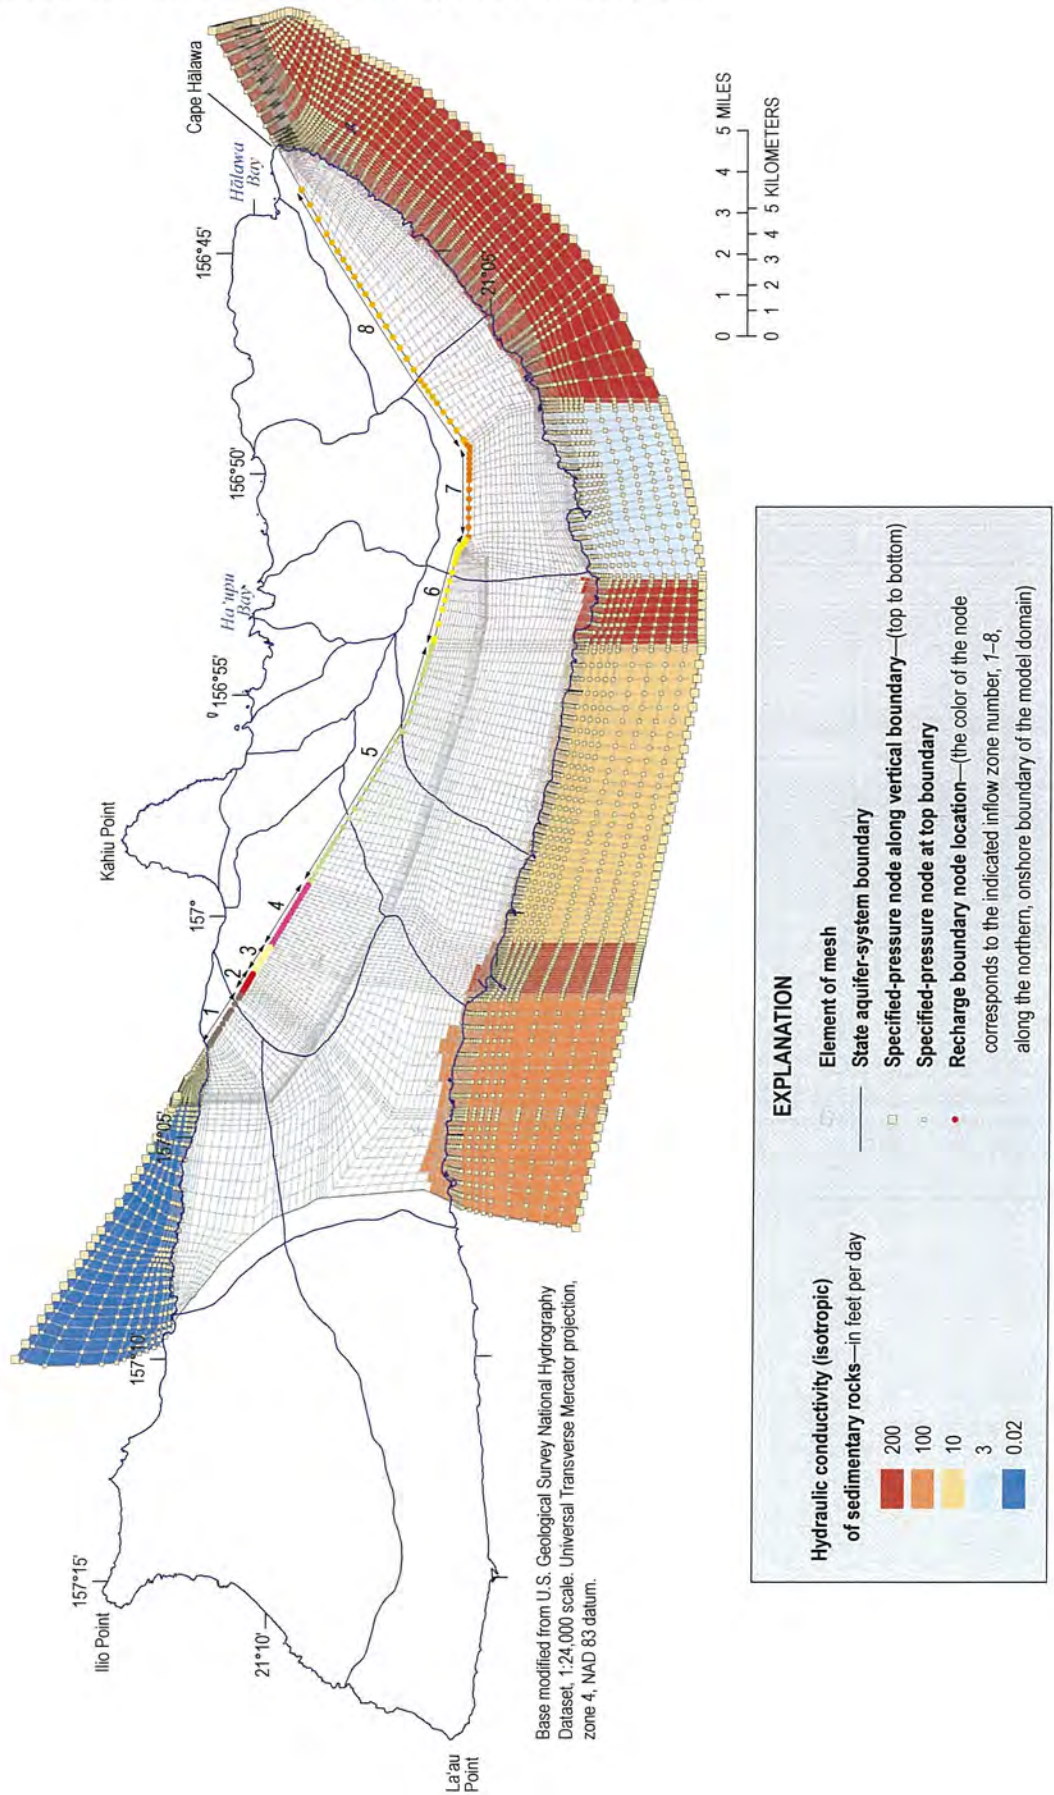 Cape Hālawa
Hālawa
Bay
156°45'
156°50'
Ha'upu
Bay
156°55'
0
Kahiu Point
157°
157°05'
157°10'
157°15'
Ilio Point
21°10'
La'au
Point
21°05'
1
2
3
4
5
6
7
8
0 1 2 3 4 5 MILES
0 1 2 3 4 5 KILOMETERS
Base modified from U.S. Geological Survey National Hydrography
Dataset, 1:24,000 scale. Universal Transverse Mercator projection,
zone 4, NAD 83 datum.
EXPLANATION
Hydraulic conductivity (isotropic)
of sedimentary rocks—in feet per day
200
100
10
3
0.02
Element of mesh
State aquifer-system boundary
Specified-pressure node along vertical boundary—(top to bottom)
Specified-pressure node at top boundary
Recharge boundary node location—(the color of the node
corresponds to the indicated inflow zone number, 1–8,
along the northern, onshore boundary of the model domain)